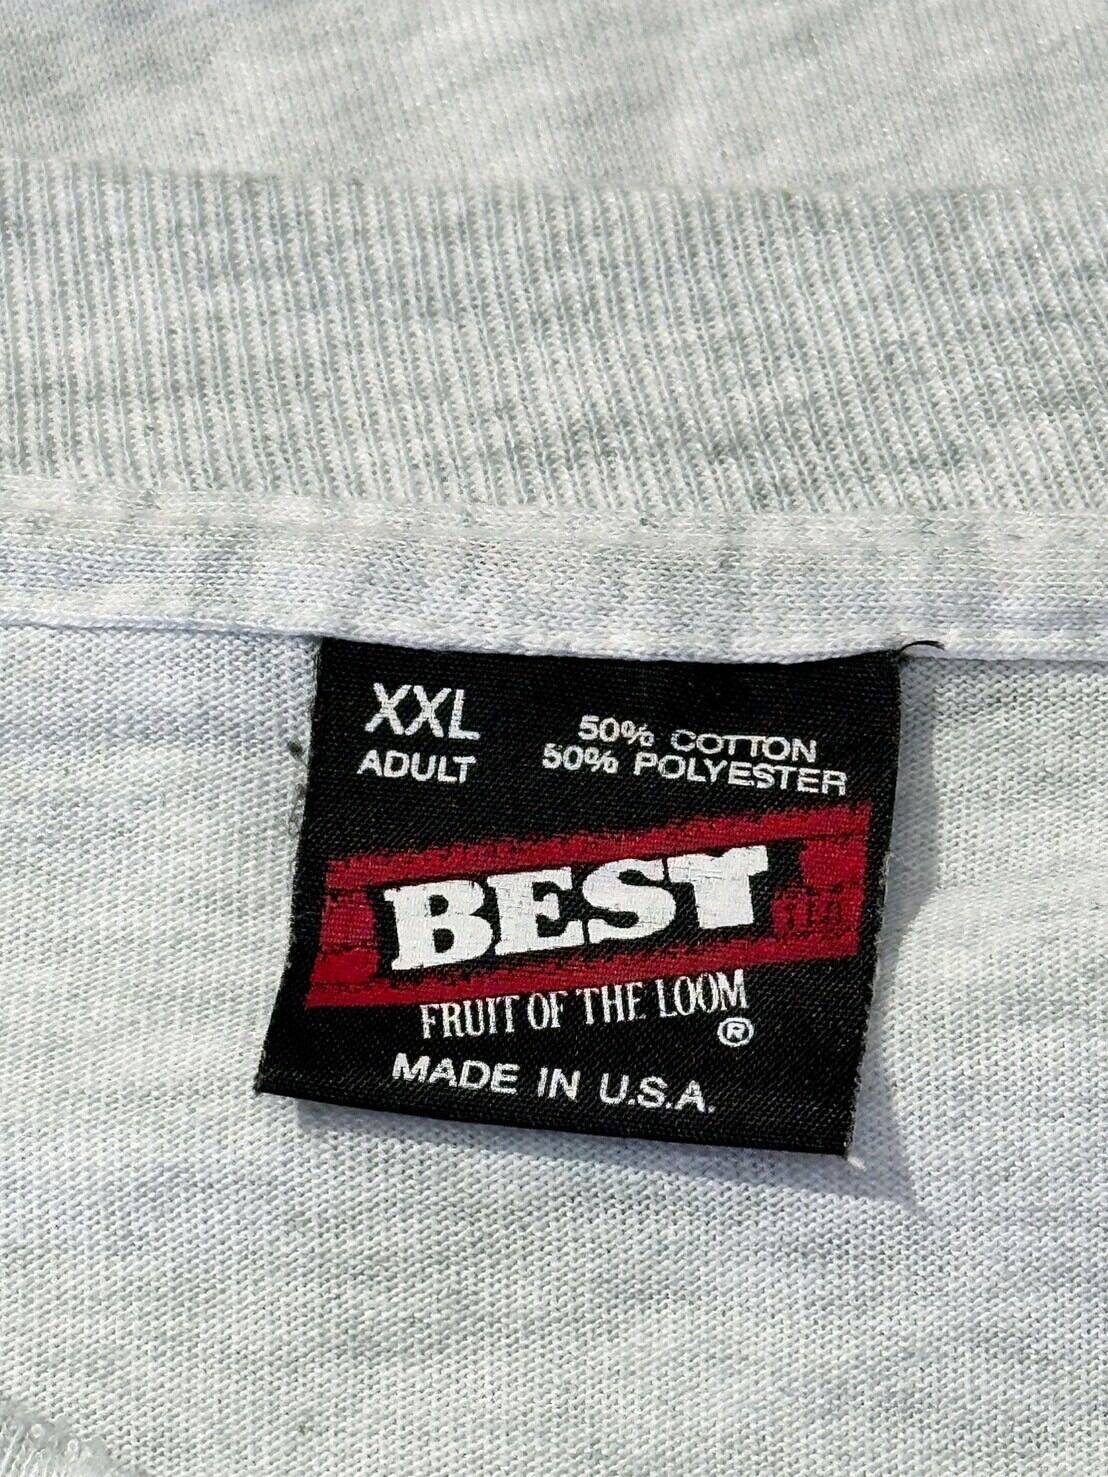 XXL
ADULT
50% COTTON
50% POLYESTER
BEST
FRUIT OF THE LOOM
®
MADE IN U.S.A.